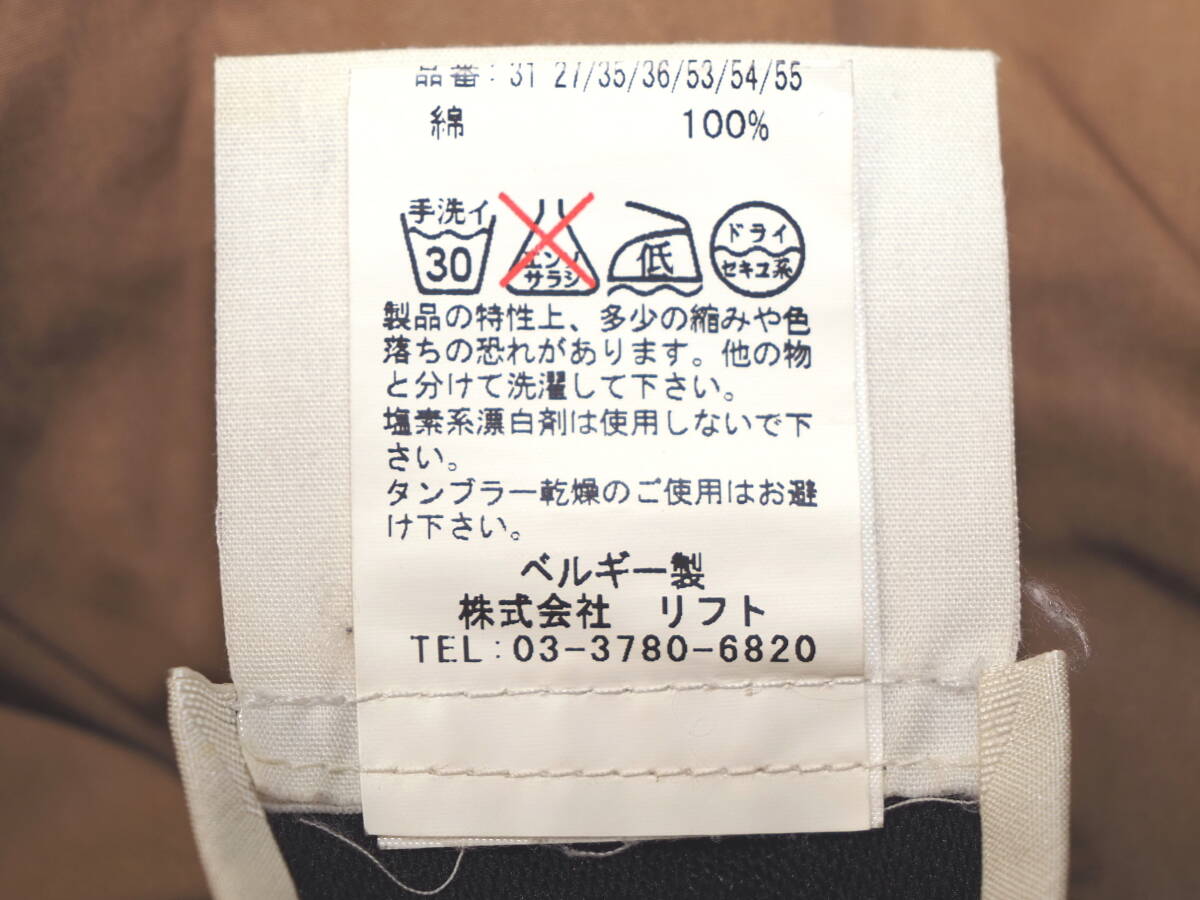 品番：31 27/35/36/53/54/55
綿 100%
手洗イ 30 エンソサラシ 低 ドライ セキユ系
製品の特性上、多少の縮みや色
落ちの恐れがあります。他の物
と分けて洗濯して下さい。
塩素系漂白剤は使用しないで下
さい。
タンブラー乾燥のご使用はお避
け下さい。
ベルギー製
株式会社　リフト
TEL：03-3780-6820